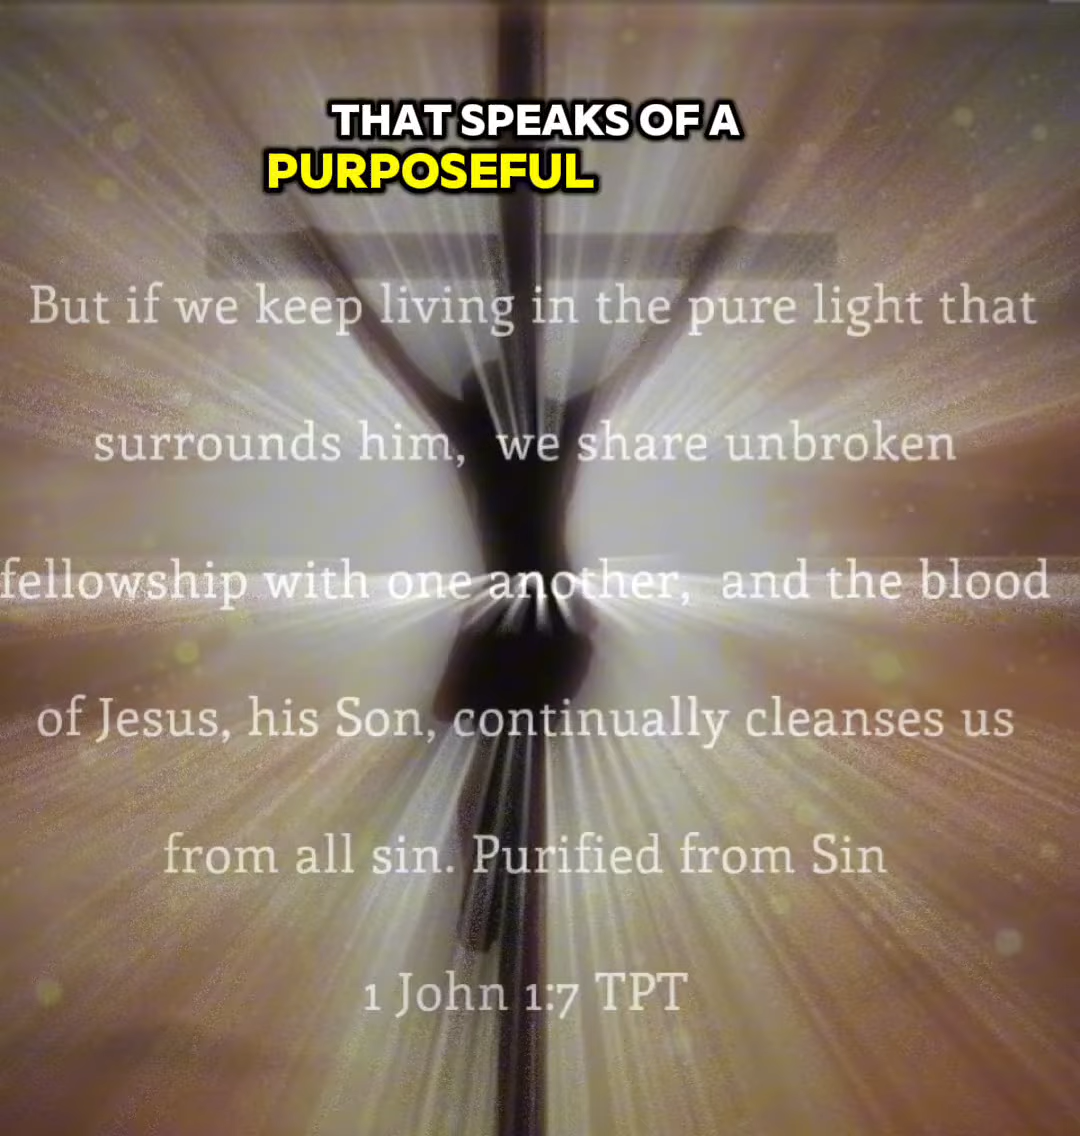 THAT SPEAKS OF A
PURPOSEFUL
But if we keep living in the pure light that
surrounds him, we share unbroken
fellowship with one another, and the blood
of Jesus, his Son, continually cleanses us
from all sin. Purified from Sin
1 John 1:7 TPT